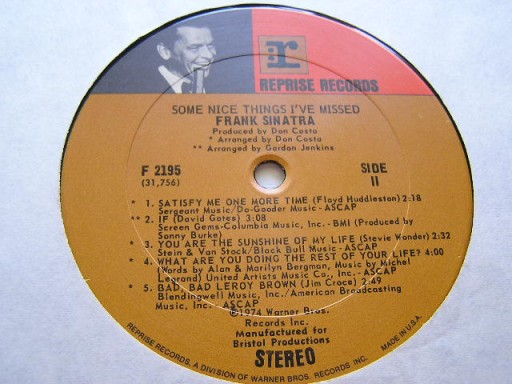 REPRISE RECORDS
SOME NICE THINGS I'VE MISSED
FRANK SINATRA
Produced by Don Costa
* Arranged by Don Costa
** Arranged by Gordon Jenkins
F 2195
(31,756)
SIDE
II
* 1. SATISFY ME ONE MORE TIME (Floyd Huddleston) 2:18
Sergeant Music/Do-Gooder Music - ASCAP
** 2. IF (David Gates) 3:08
Screen Gems-Columbia Music, Inc. - BMI (Produced by
Sonny Burke)
* 3. YOU ARE THE SUNSHINE OF MY LIFE (Stevie Wonder) 2:32
Stein & Van Stock/Black Bull Music - ASCAP
* 4. WHAT ARE YOU DOING THE REST OF YOUR LIFE? 4:00
(Words by Alan & Marilyn Bergman, Music by Michel
Legrand) United Artists Music Co., Inc. - ASCAP
* 5. BAD, BAD LEROY BROWN (Jim Croce) 2:49
Blendingwell Music, Inc./American Broadcasting
Music, Inc. - ASCAP
©1974 Warner Bros.
Records Inc.
Manufactured for
Bristol Productions
STEREO
REPRISE RECORDS, A DIVISION OF WARNER BROS. RECORDS INC.
MADE IN U.S.A.